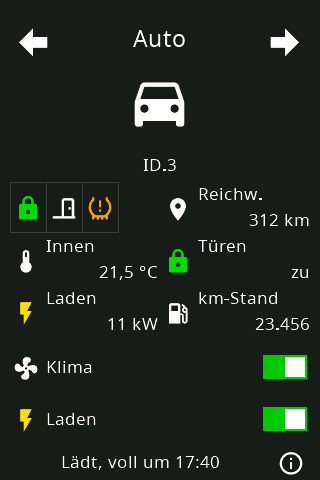 Auto
ID.3
Reichw.
312 km
Innen
21,5 °C
Türen
zu
Laden
11 kW
km-Stand
23.456
Klima
Laden
Lädt, voll um 17:40